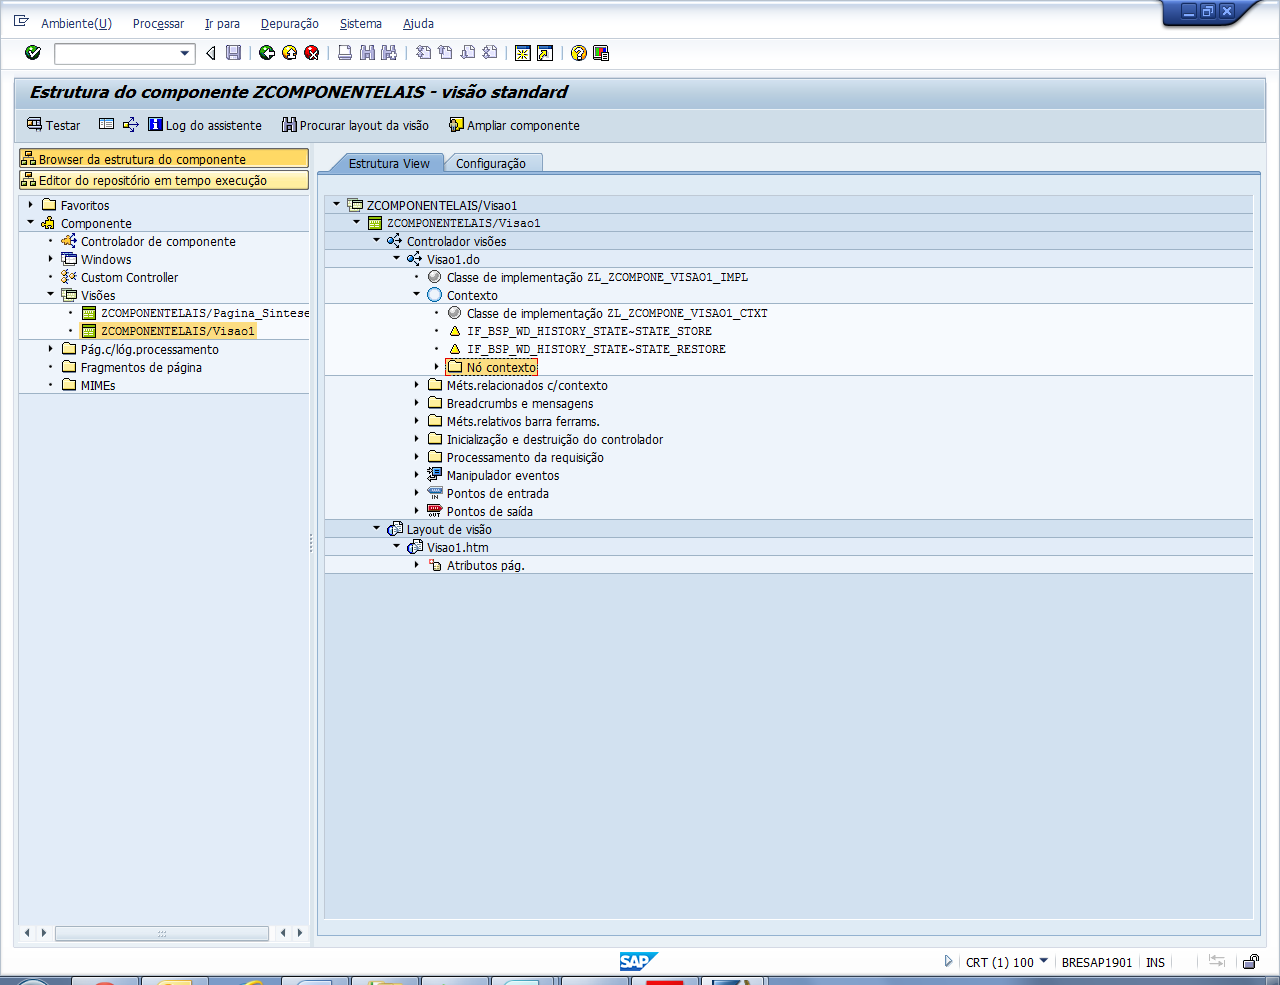 Ambiente(U) Processar Ir para Depuração Sistema Ajuda
Estrutura do componente ZCOMPONENTELAIS - visão standard
Testar Log do assistente Procurar layout da visão Ampliar componente
Browser da estrutura do componente
Editor do repositório em tempo execução
Favoritos
Componente
Controlador de componente
Windows
Custom Controller
Visões
ZCOMPONENTELAIS/Pagina_Sintese
ZCOMPONENTELAIS/Visao1
Pág.c/lóg.processamento
Fragmentos de página
MIMEs
Estrutura View Configuração
ZCOMPONENTELAIS/Visao1
ZCOMPONENTELAIS/Visao1
Controlador visões
Visao1.do
Classe de implementação ZL_ZCOMPONE_VISAO1_IMPL
Contexto
Classe de implementação ZL_ZCOMPONE_VISAO1_CTXT
IF_BSP_WD_HISTORY_STATE~STATE_STORE
IF_BSP_WD_HISTORY_STATE~STATE_RESTORE
Nó contexto
Méts.relacionados c/contexto
Breadcrumbs e mensagens
Méts.relativos barra ferrams.
Inicialização e destruição do controlador
Processamento da requisição
Manipulador eventos
Pontos de entrada
Pontos de saída
Layout de visão
Visao1.htm
Atributos pág.
SAP
CRT (1) 100 BRESAP1901 INS